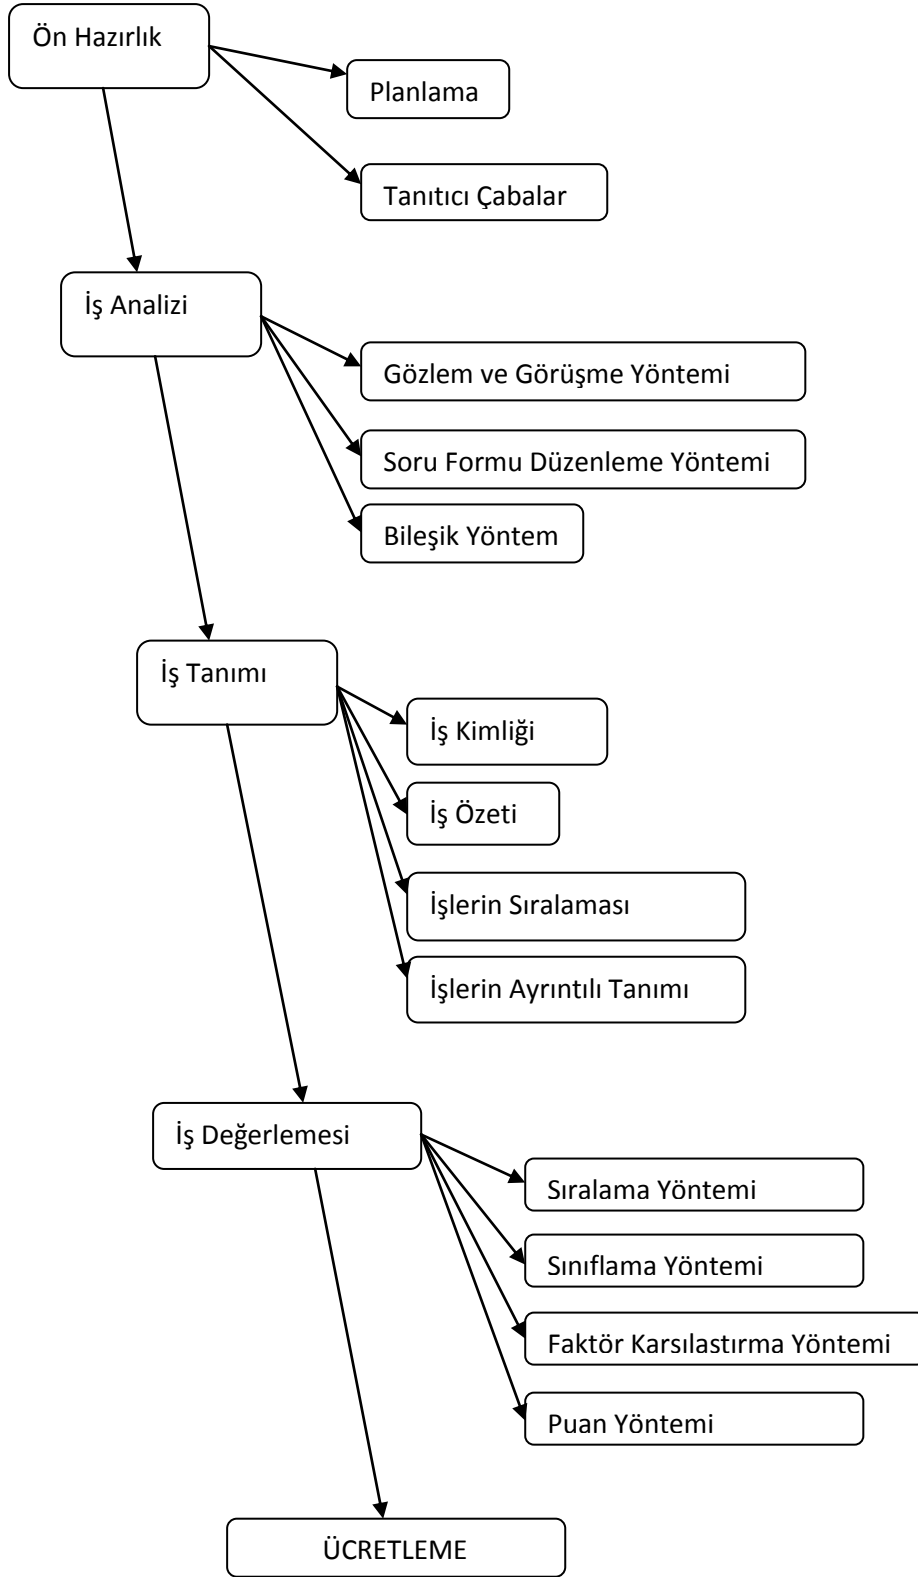 Ön Hazırlık
Planlama
Tanıtıcı Çabalar
İş Analizi
Gözlem ve Görüşme Yöntemi
Soru Formu Düzenleme Yöntemi
Bileşik Yöntem
İş Tanımı
İş Kimliği
İş Özeti
İşlerin Sıralaması
İşlerin Ayrıntılı Tanımı
İş Değerlemesi
Sıralama Yöntemi
Sınıflama Yöntemi
Faktör Karsılastırma Yöntemi
Puan Yöntemi
ÜCRETLEME